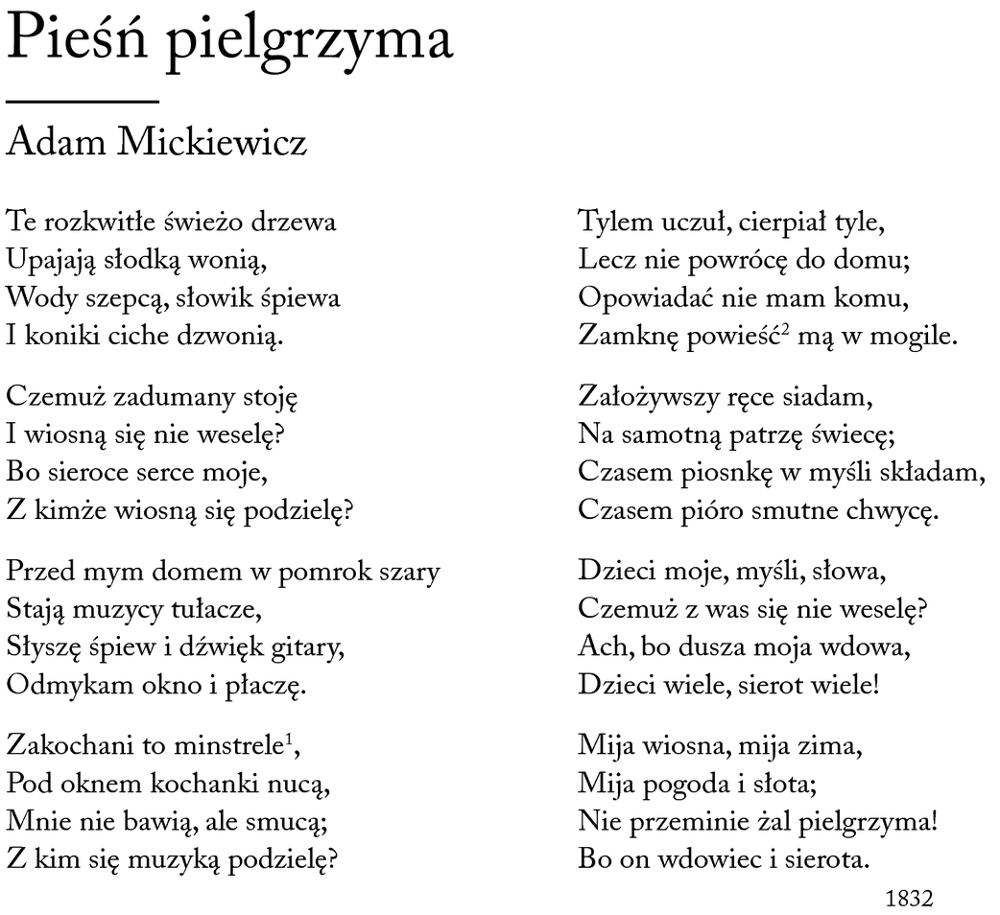 Pieśń pielgrzyma
Adam Mickiewicz
Te rozkwitłe świeżo drzewa
Upajają słodką wonią,
Wody szepcą, słowik śpiewa
I koniki ciche dzwonią.
Czemuż zadumany stoję
I wiosną się nie weselę?
Bo sieroce serce moje,
Z kimże wiosną się podzielę?
Przed mym domem w pomrok szary
Stają muzycy tułacze,
Słyszę śpiew i dźwięk gitary,
Odmykam okno i płaczę.
Zakochani to minstrele¹,
Pod oknem kochanki nucą,
Mnie nie bawią, ale smucą;
Z kim się muzyką podzielę?
Tylem uczuł, cierpiał tyle,
Lecz nie powrócę do domu;
Opowiadać nie mam komu,
Zamknę powieść² mą w mogile.
Założywszy ręce siadam,
Na samotną patrzę świecę;
Czasem piosnkę w myśli składam,
Czasem pióro smutne chwycę.
Dzieci moje, myśli, słowa,
Czemuż z was się nie weselę?
Ach, bo dusza moja wdowa,
Dzieci wiele, sierot wiele!
Mija wiosna, mija zima,
Mija pogoda i słota;
Nie przeminie żal pielgrzyma!
Bo on wdowiec i sierota.
1832